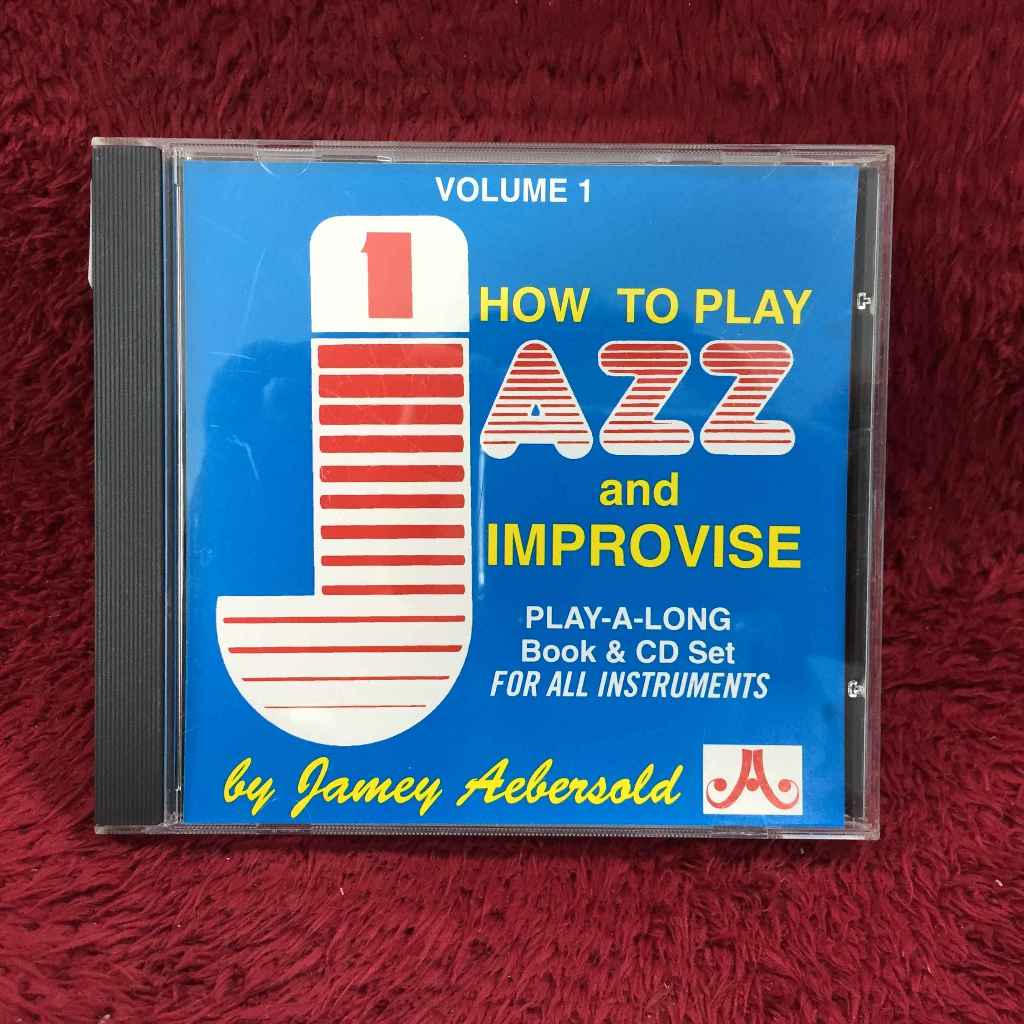 VOLUME 1
1
HOW TO PLAY
JAZZ
and
IMPROVISE
PLAY-A-LONG
Book & CD Set
FOR ALL INSTRUMENTS
by Jamey Aebersold
JA